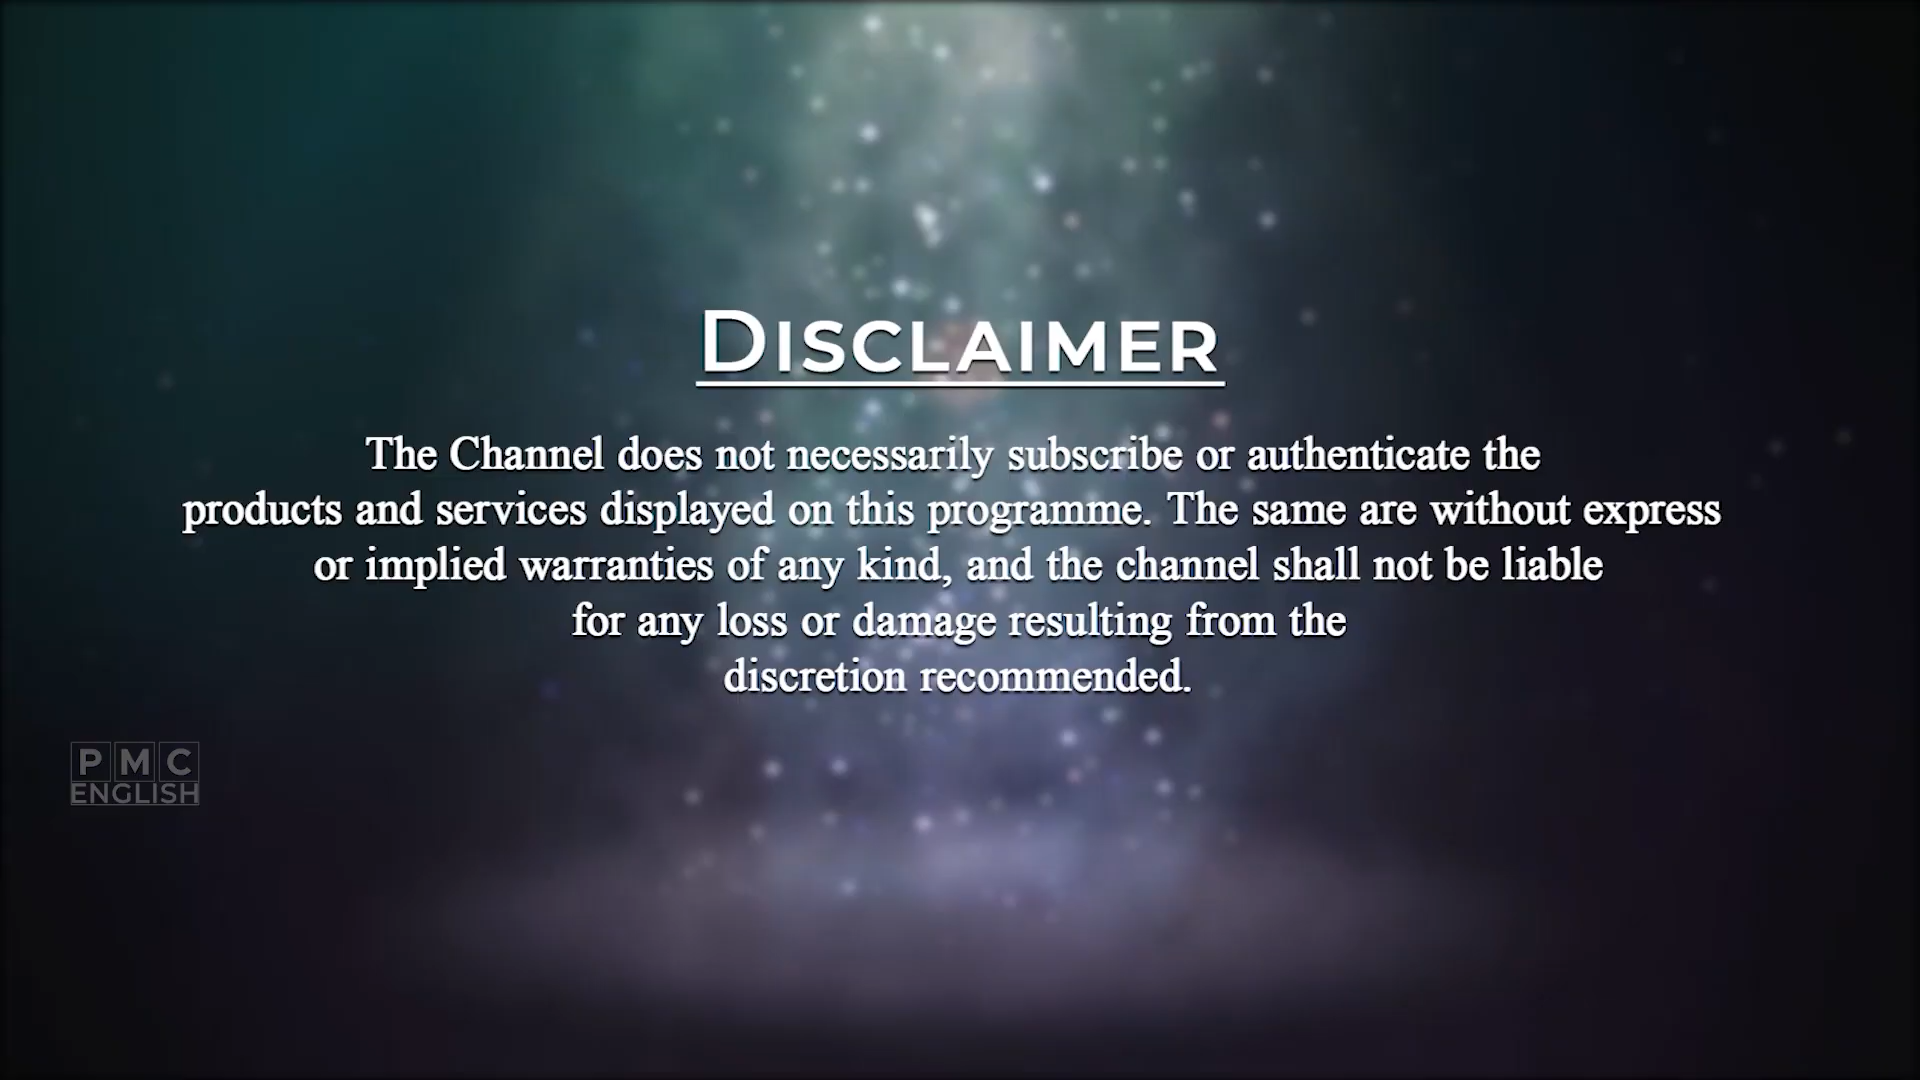 DISCLAIMER
The Channel does not necessarily subscribe or authenticate the
products and services displayed on this programme. The same are without express
or implied warranties of any kind, and the channel shall not be liable
for any loss or damage resulting from the
discretion recommended.
PMC
ENGLISH